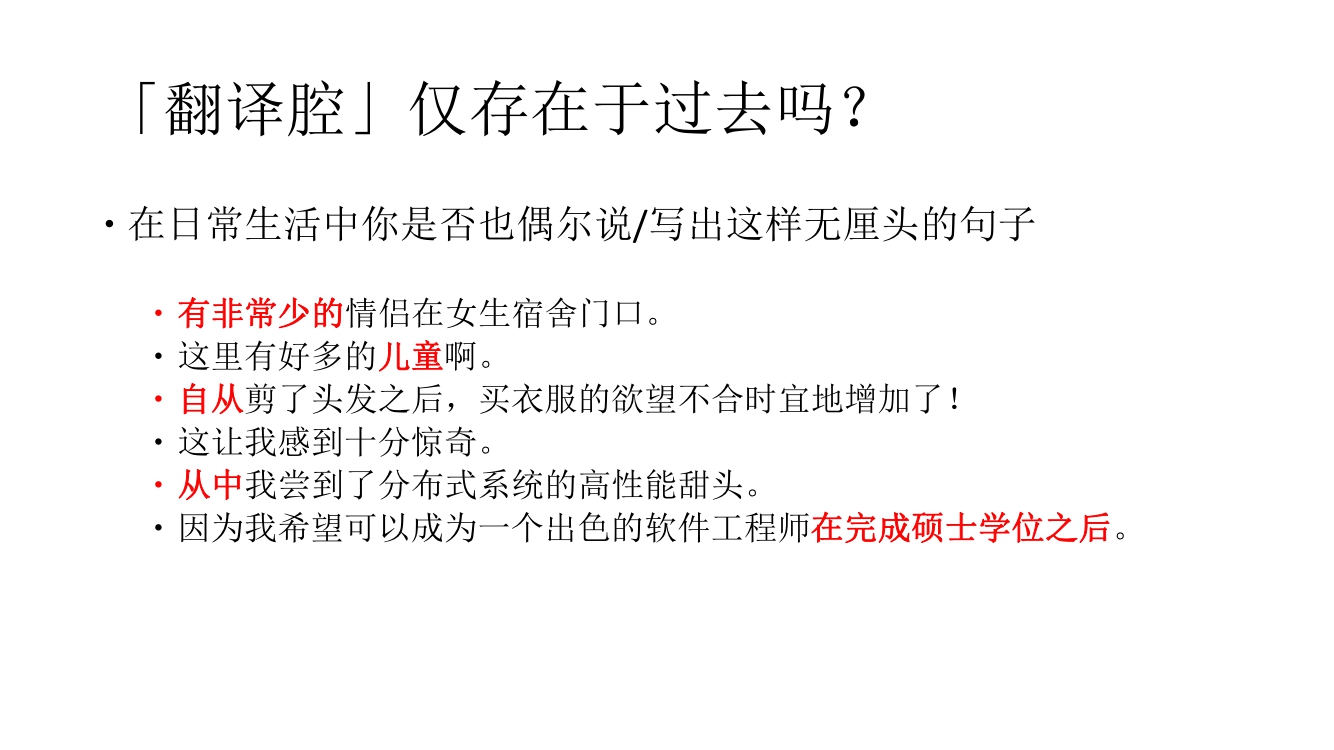 「翻译腔」仅存在于过去吗？
• 在日常生活中你是否也偶尔说/写出这样无厘头的句子
• 有非常少的情侣在女生宿舍门口。
• 这里有好多的儿童啊。
• 自从剪了头发之后，买衣服的欲望不合时宜地增加了！
• 这让我感到十分惊奇。
• 从中我尝到了分布式系统的高性能甜头。
• 因为我希望可以成为一个出色的软件工程师在完成硕士学位之后。